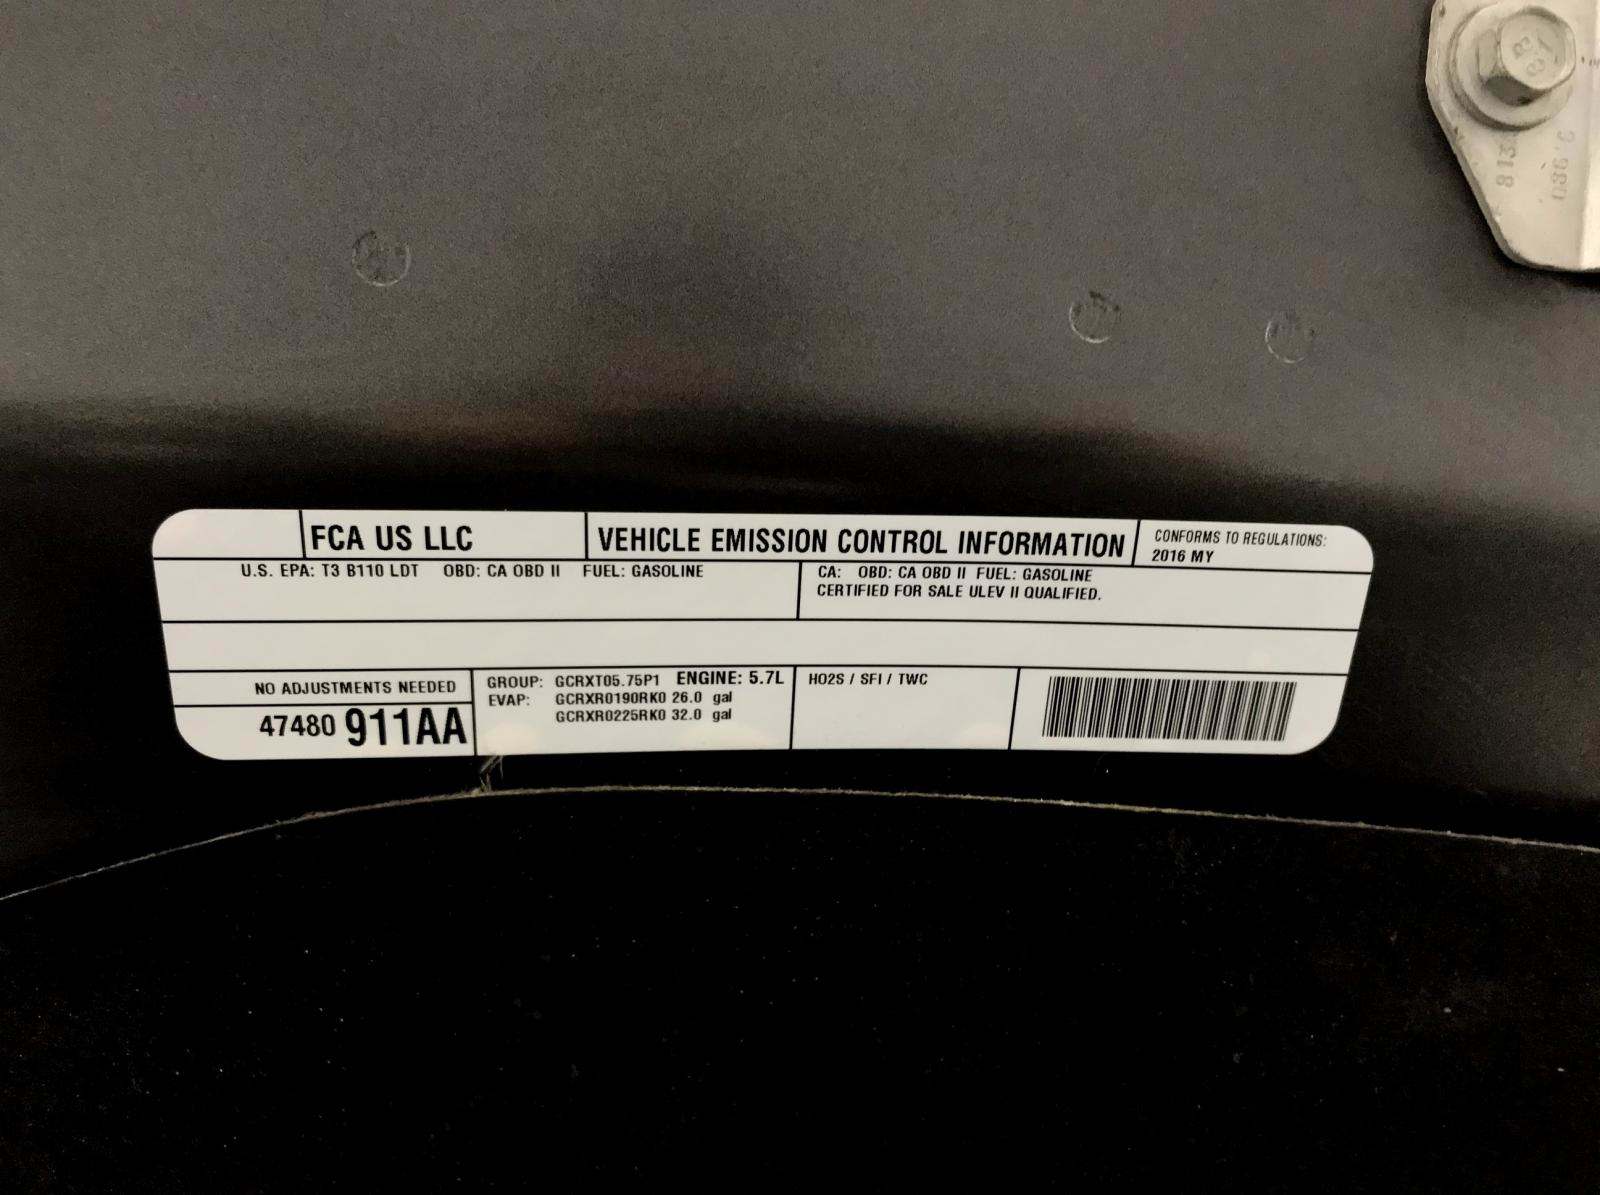 FCA US LLC
VEHICLE EMISSION CONTROL INFORMATION
CONFORMS TO REGULATIONS:
2016 MY
U.S. EPA: T3 B110 LDT OBD: CA OBD II FUEL: GASOLINE
CA: OBD: CA OBD II FUEL: GASOLINE
CERTIFIED FOR SALE ULEV II QUALIFIED.
NO ADJUSTMENTS NEEDED
47480 911AA
GROUP: GCRXT05.75P1 ENGINE: 5.7L
EVAP: GCRXR0190RK0 26.0 gal
GCRXR0225RK0 32.0 gal
HO2S / SFI / TWC